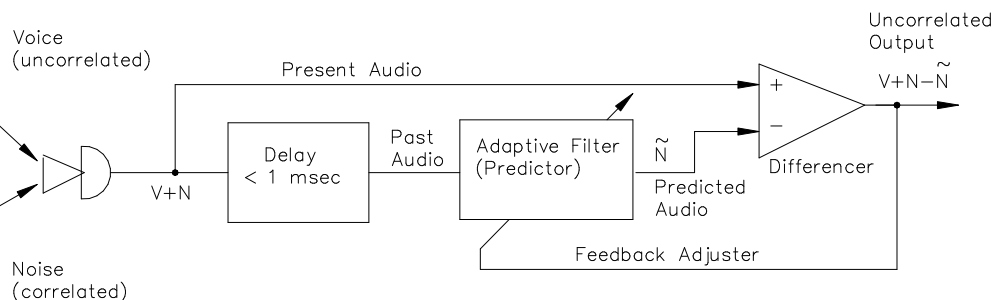 Voice
(uncorrelated)
Noise
(correlated)
V+N
Present Audio
Delay
< 1 msec
Past
Audio
Adaptive Filter
(Predictor)
Ñ
Predicted
Audio
+
−
Differencer
Uncorrelated
Output
V+N−Ñ
Feedback Adjuster